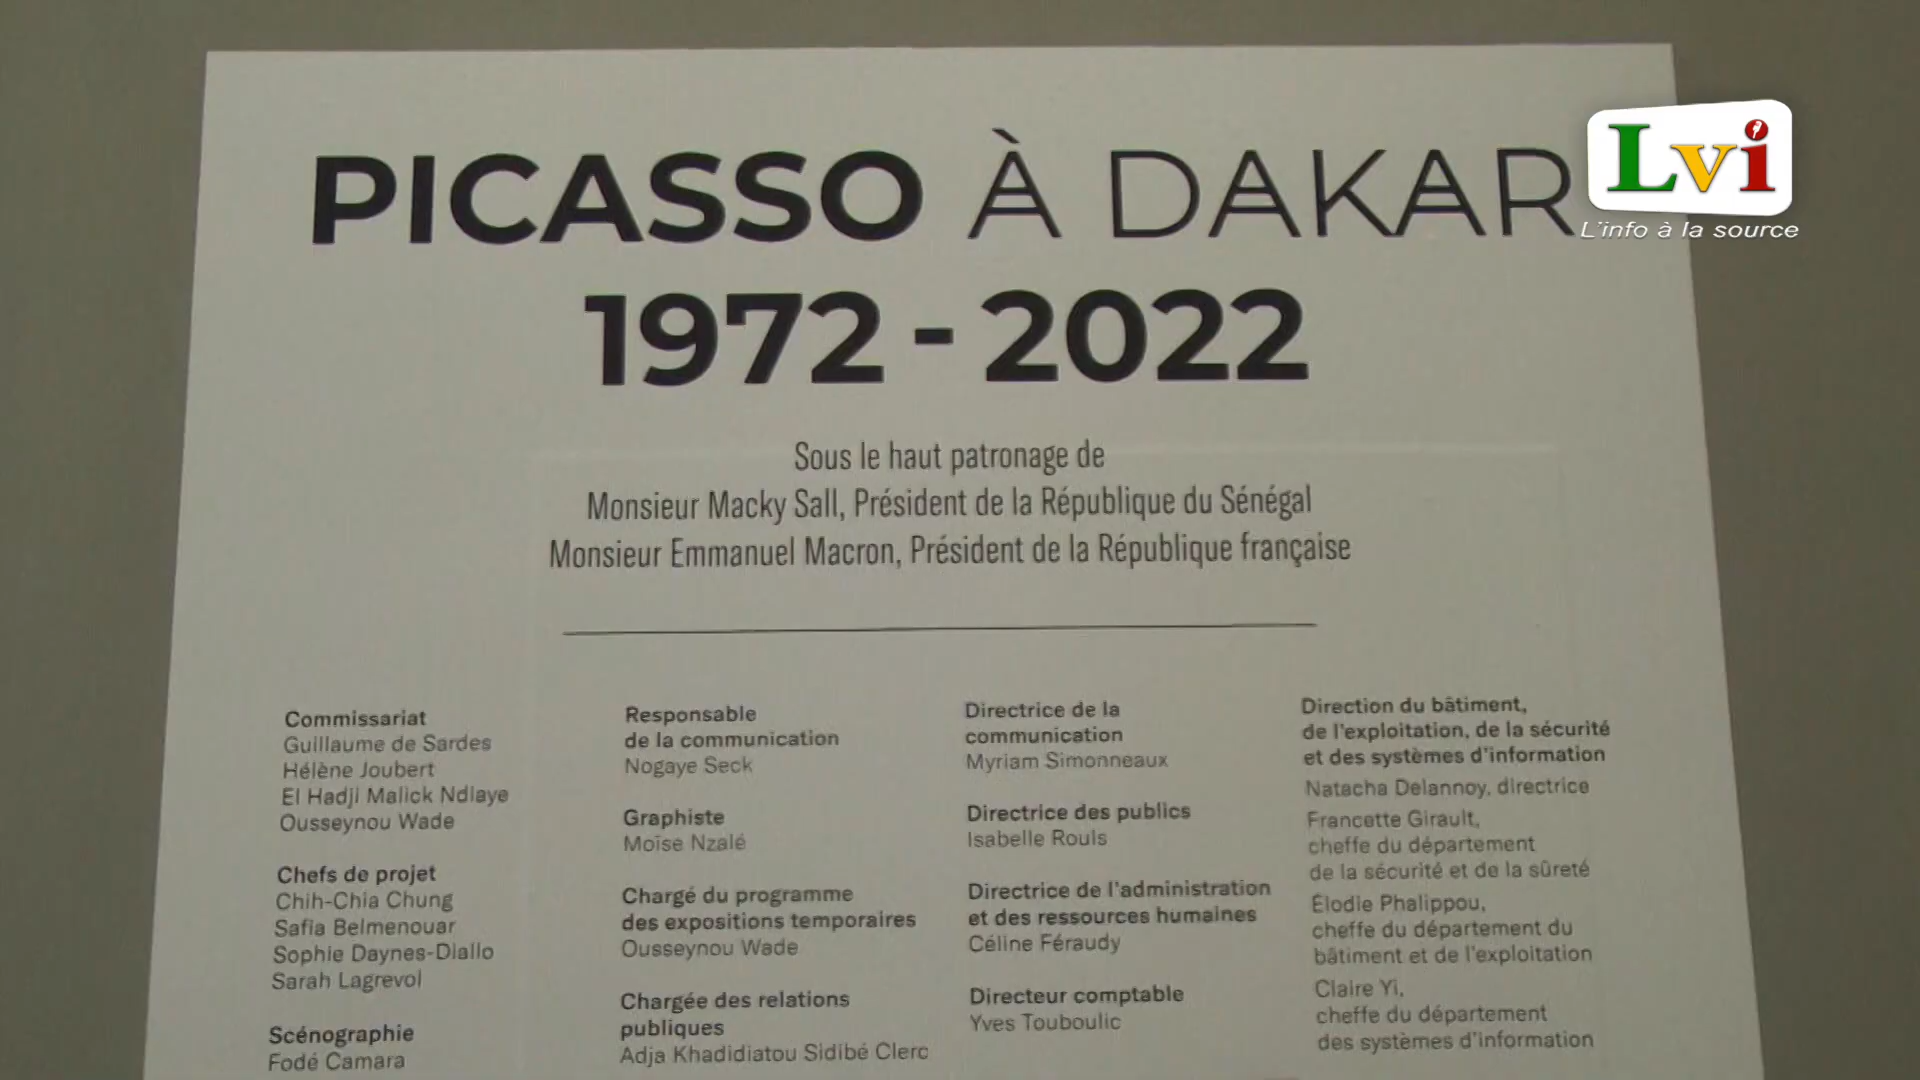 PICASSO À DAKAR
1972 - 2022
Sous le haut patronage de
Monsieur Macky Sall, Président de la République du Sénégal
Monsieur Emmanuel Macron, Président de la République française
Commissariat
Guillaume de Sardes
Hélène Joubert
El Hadji Malick Ndiaye
Ousseynou Wade
Chefs de projet
Chih-Chia Chung
Safia Belmenouar
Sophie Daynes-Diallo
Sarah Lagrevol
Scénographie
Fodé Camara
Responsable
de la communication
Nogaye Seck
Graphiste
Moïse Nzalé
Chargé du programme
des expositions temporaires
Ousseynou Wade
Chargée des relations
publiques
Adja Khadidiatou Sidibé Clerc
Directrice de la
communication
Myriam Simonneaux
Directrice des publics
Isabelle Rouls
Directrice de l'administration
et des ressources humaines
Céline Féraudy
Directeur comptable
Yves Touboulic
Direction du bâtiment,
de l'exploitation, de la sécurité
et des systèmes d'information
Natacha Delannoy, directrice
Francette Girault,
cheffe du département
de la sécurité et de la sûreté
Élodie Phalippou,
cheffe du département du
bâtiment et de l'exploitation
Claire Yi,
cheffe du département
des systèmes d'information
Lvi
L'info à la source